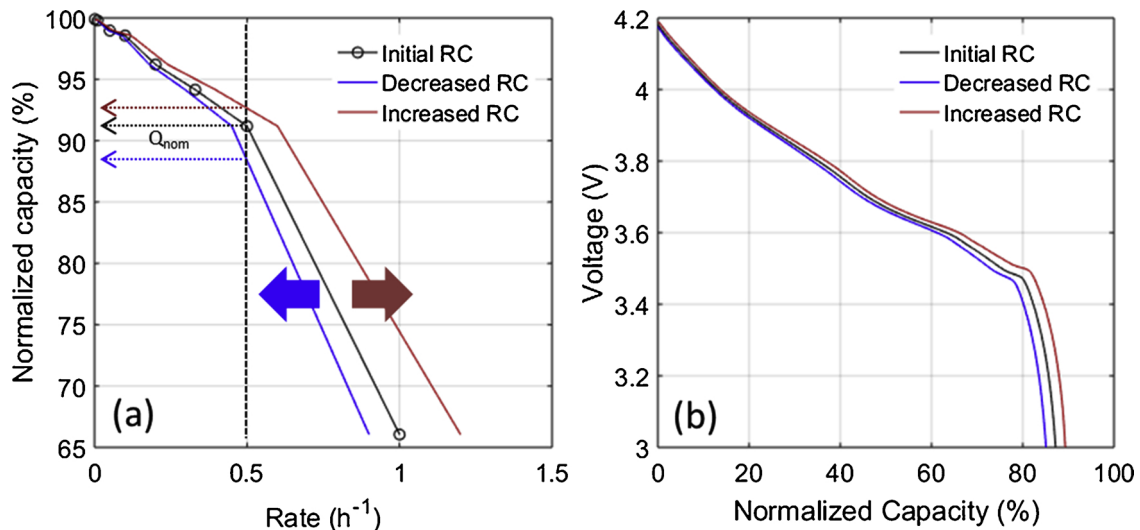 100
95
90
85
80
75
70
65
0
0.5
1
1.5
Normalized capacity (%)
Rate (h⁻¹)
Initial RC
Decreased RC
Increased RC
Qnom
(a)
4.2
4
3.8
3.6
3.4
3.2
3
0
20
40
60
80
100
Voltage (V)
Normalized Capacity (%)
Initial RC
Decreased RC
Increased RC
(b)